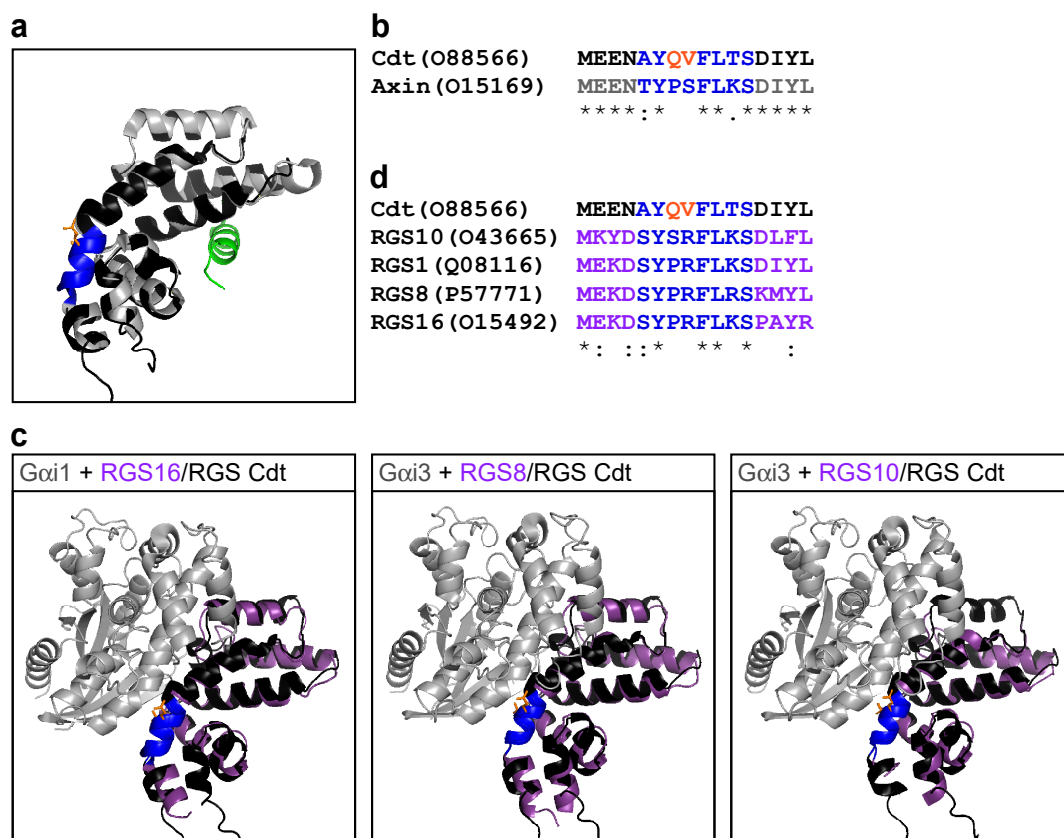 a
b
Cdt(O88566) MEENAYQVFLTSDIYL
Axin(O15169) MEENTYPSFLKSDIYL
****:* **.*****
d
Cdt(O88566) MEENAYQVFLTSDIYL
RGS10(O43665) MKYDSYSRFLKSDLFL
RGS1(Q08116) MEKDSYPRFLKSDIYL
RGS8(P57771) MEKDSYPRFLRSKMYL
RGS16(O15492) MEKDSYPRFLKSPAYR
*: ::* ** * :
c
Gαi1 + RGS16/RGS Cdt
Gαi3 + RGS8/RGS Cdt
Gαi3 + RGS10/RGS Cdt